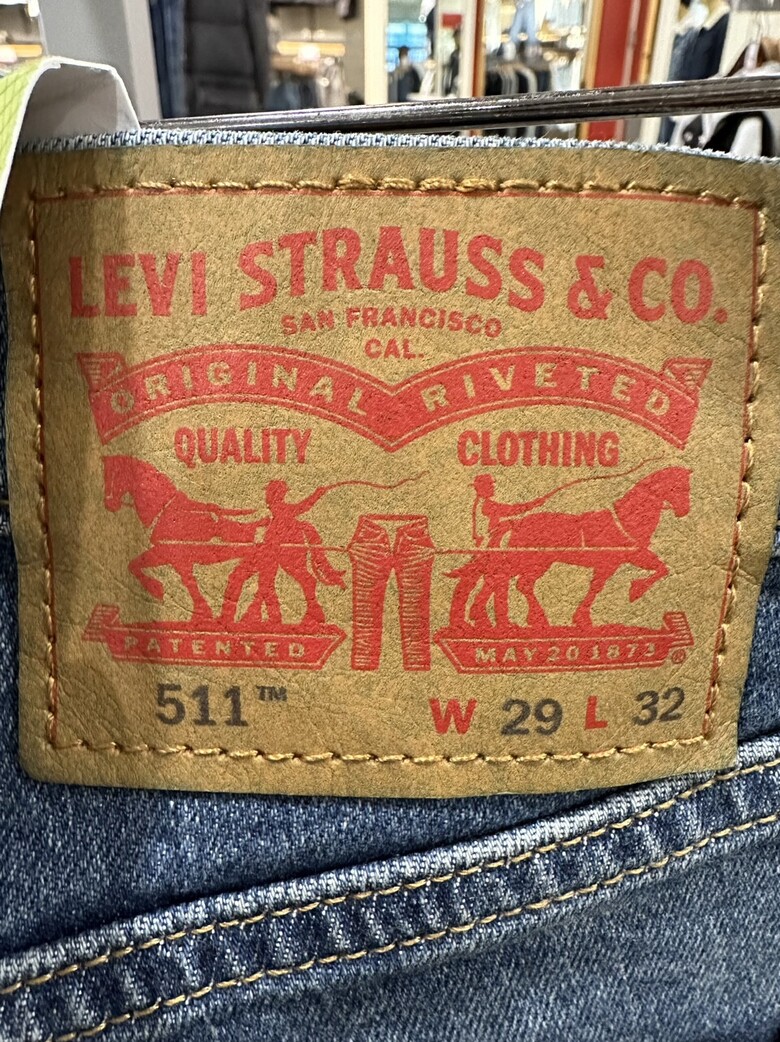 LEVI STRAUSS & CO.
SAN FRANCISCO
CAL.
ORIGINAL RIVETED
QUALITY CLOTHING
PATENTED MAY 20 1873 ®
511™ W 29 L 32